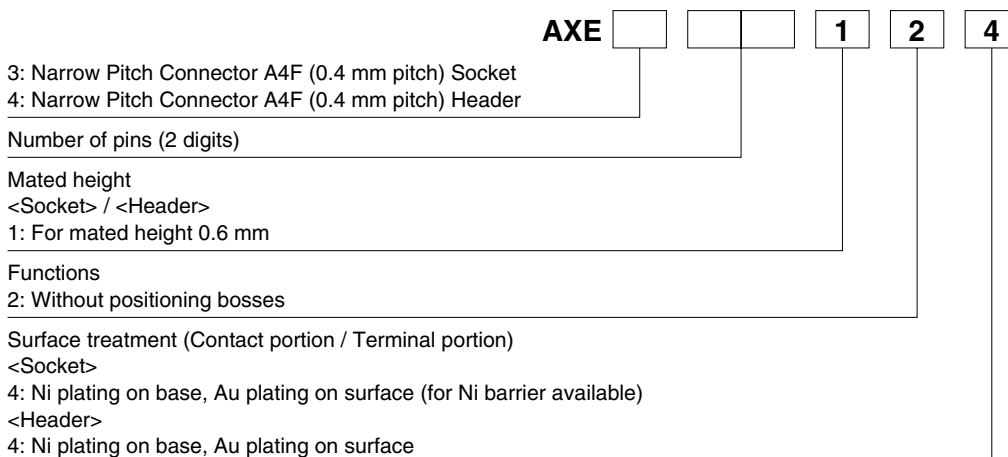 AXE 1 2 4
3: Narrow Pitch Connector A4F (0.4 mm pitch) Socket
4: Narrow Pitch Connector A4F (0.4 mm pitch) Header
Number of pins (2 digits)
Mated height
<Socket> / <Header>
1: For mated height 0.6 mm
Functions
2: Without positioning bosses
Surface treatment (Contact portion / Terminal portion)
<Socket>
4: Ni plating on base, Au plating on surface (for Ni barrier available)
<Header>
4: Ni plating on base, Au plating on surface